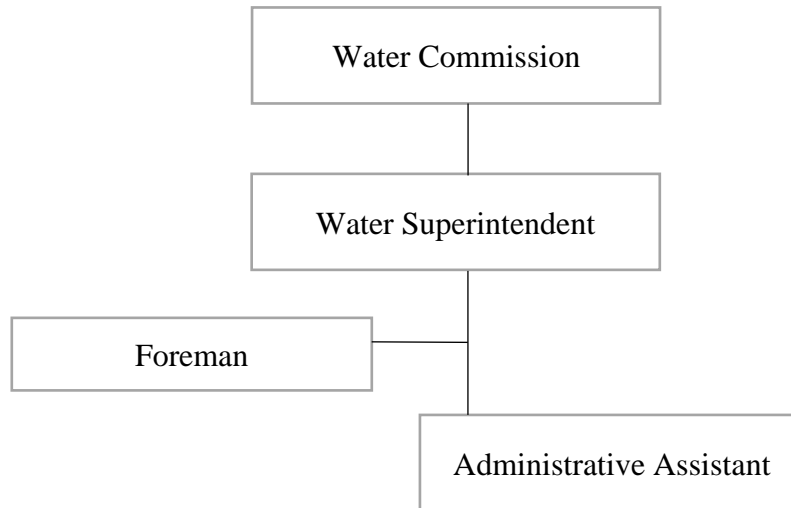 Water Commission
Water Superintendent
Foreman
Administrative Assistant